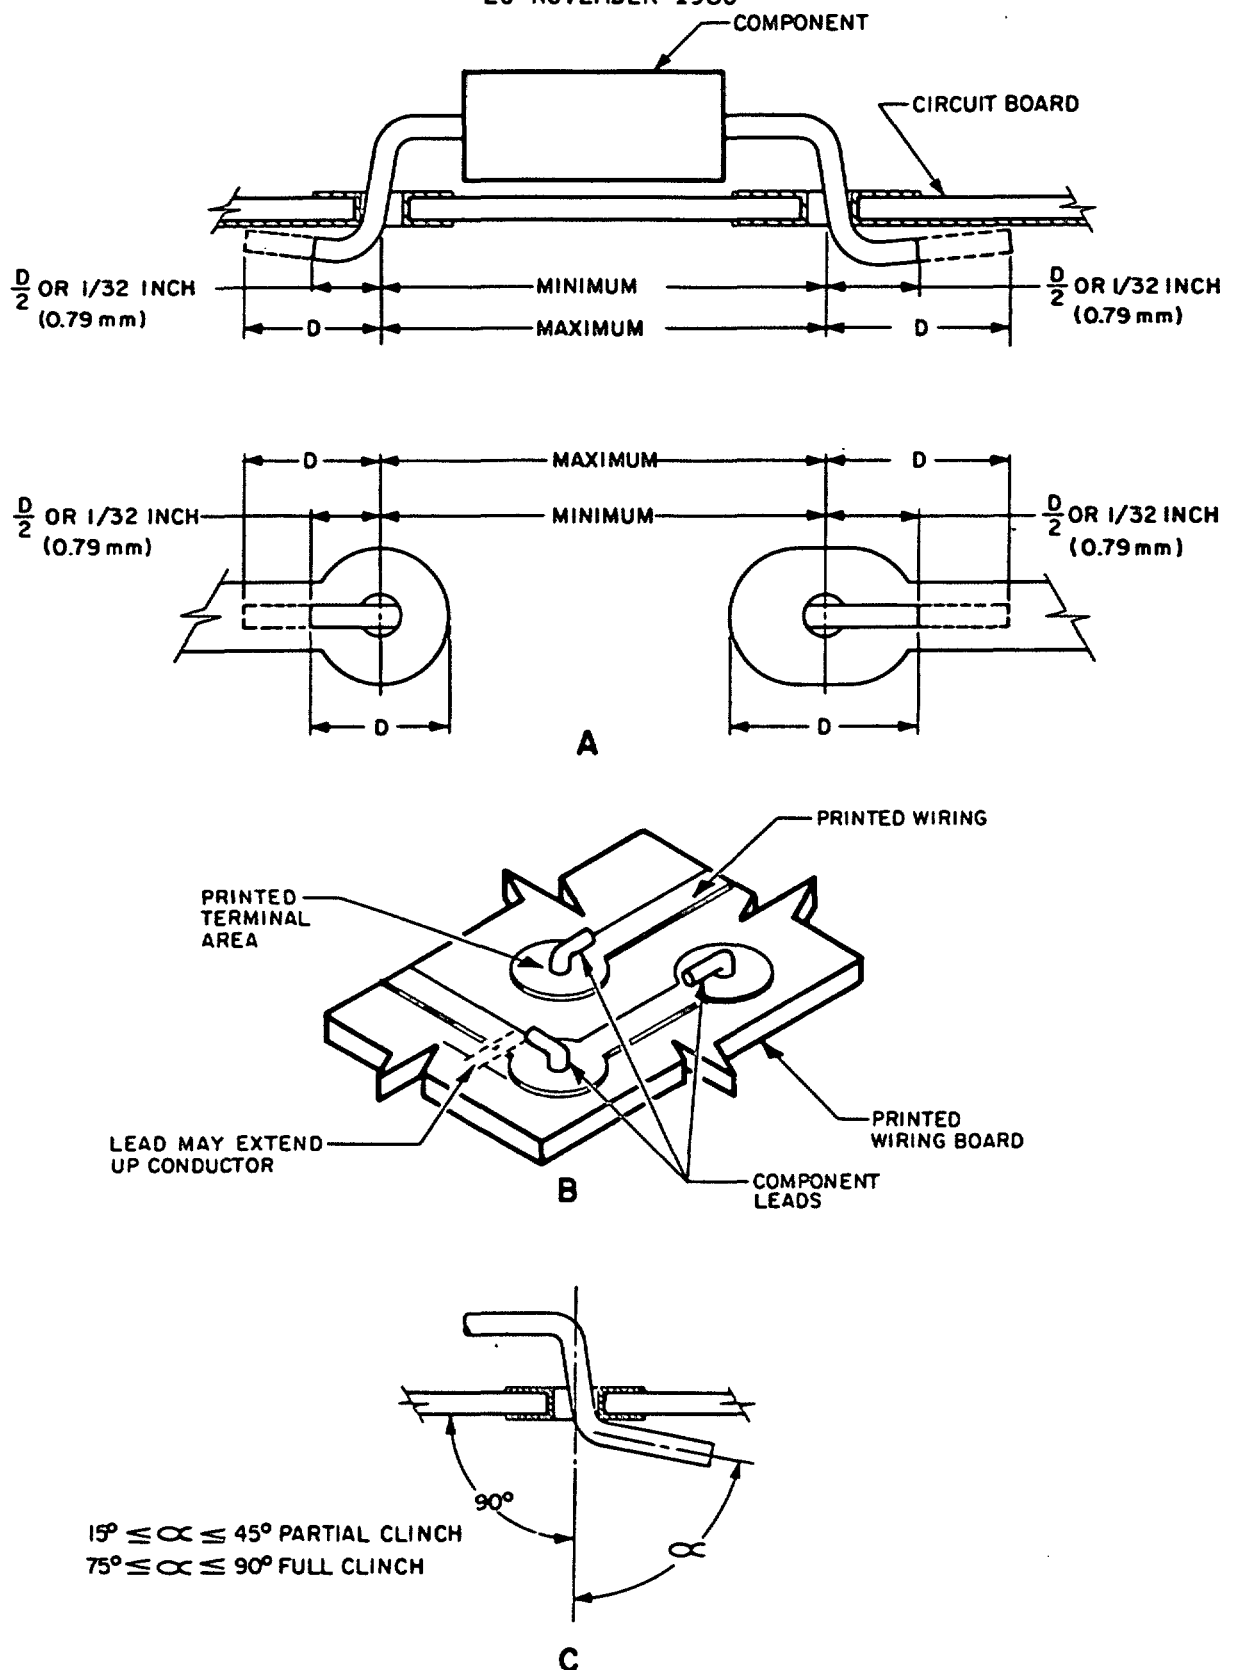 COMPONENT
CIRCUIT BOARD
D/2 OR 1/32 INCH
(0.79 mm)
MINIMUM
D/2 OR 1/32 INCH
(0.79 mm)
D
MAXIMUM
D
D
MAXIMUM
D
D/2 OR 1/32 INCH
(0.79 mm)
MINIMUM
D/2 OR 1/32 INCH
(0.79 mm)
D
D
A
PRINTED WIRING
PRINTED
TERMINAL
AREA
LEAD MAY EXTEND
UP CONDUCTOR
PRINTED
WIRING BOARD
COMPONENT
LEADS
B
90°
15° ≤ ∝ ≤ 45° PARTIAL CLINCH
75° ≤ ∝ ≤ 90° FULL CLINCH
∝
C